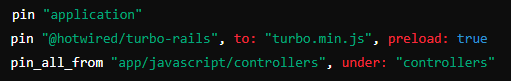 pin "application"
pin "@hotwired/turbo-rails", to: "turbo.min.js", preload: true
pin_all_from "app/javascript/controllers", under: "controllers"